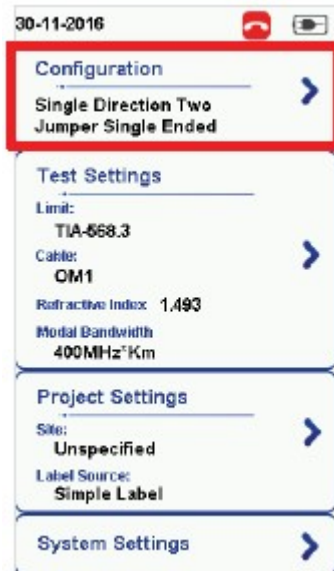 30-11-2016
Configuration
Single Direction Two
Jumper Single Ended
Test Settings
Limit:
TIA-568.3
Cable:
OM1
Refractive Index 1.493
Modal Bandwidth
400MHz*Km
Project Settings
Site:
Unspecified
Label Source:
Simple Label
System Settings